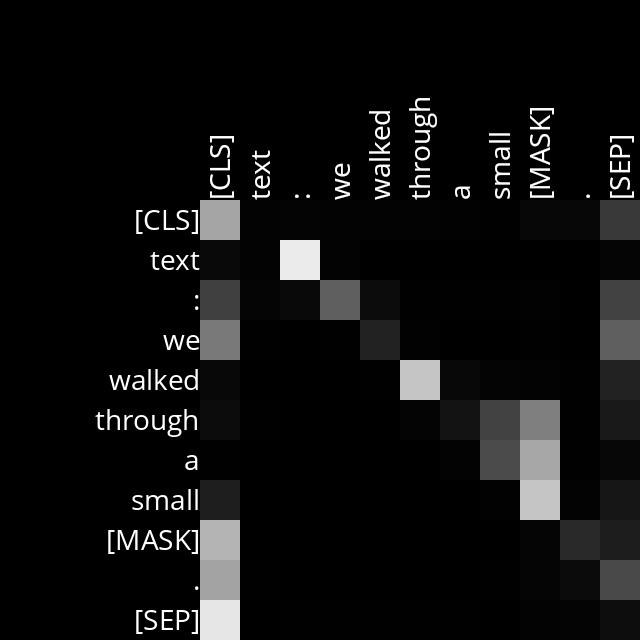 [CLS] text : we walked through a small [MASK] . [SEP]
[CLS]
text
:
we
walked
through
a
small
[MASK]
.
[SEP]